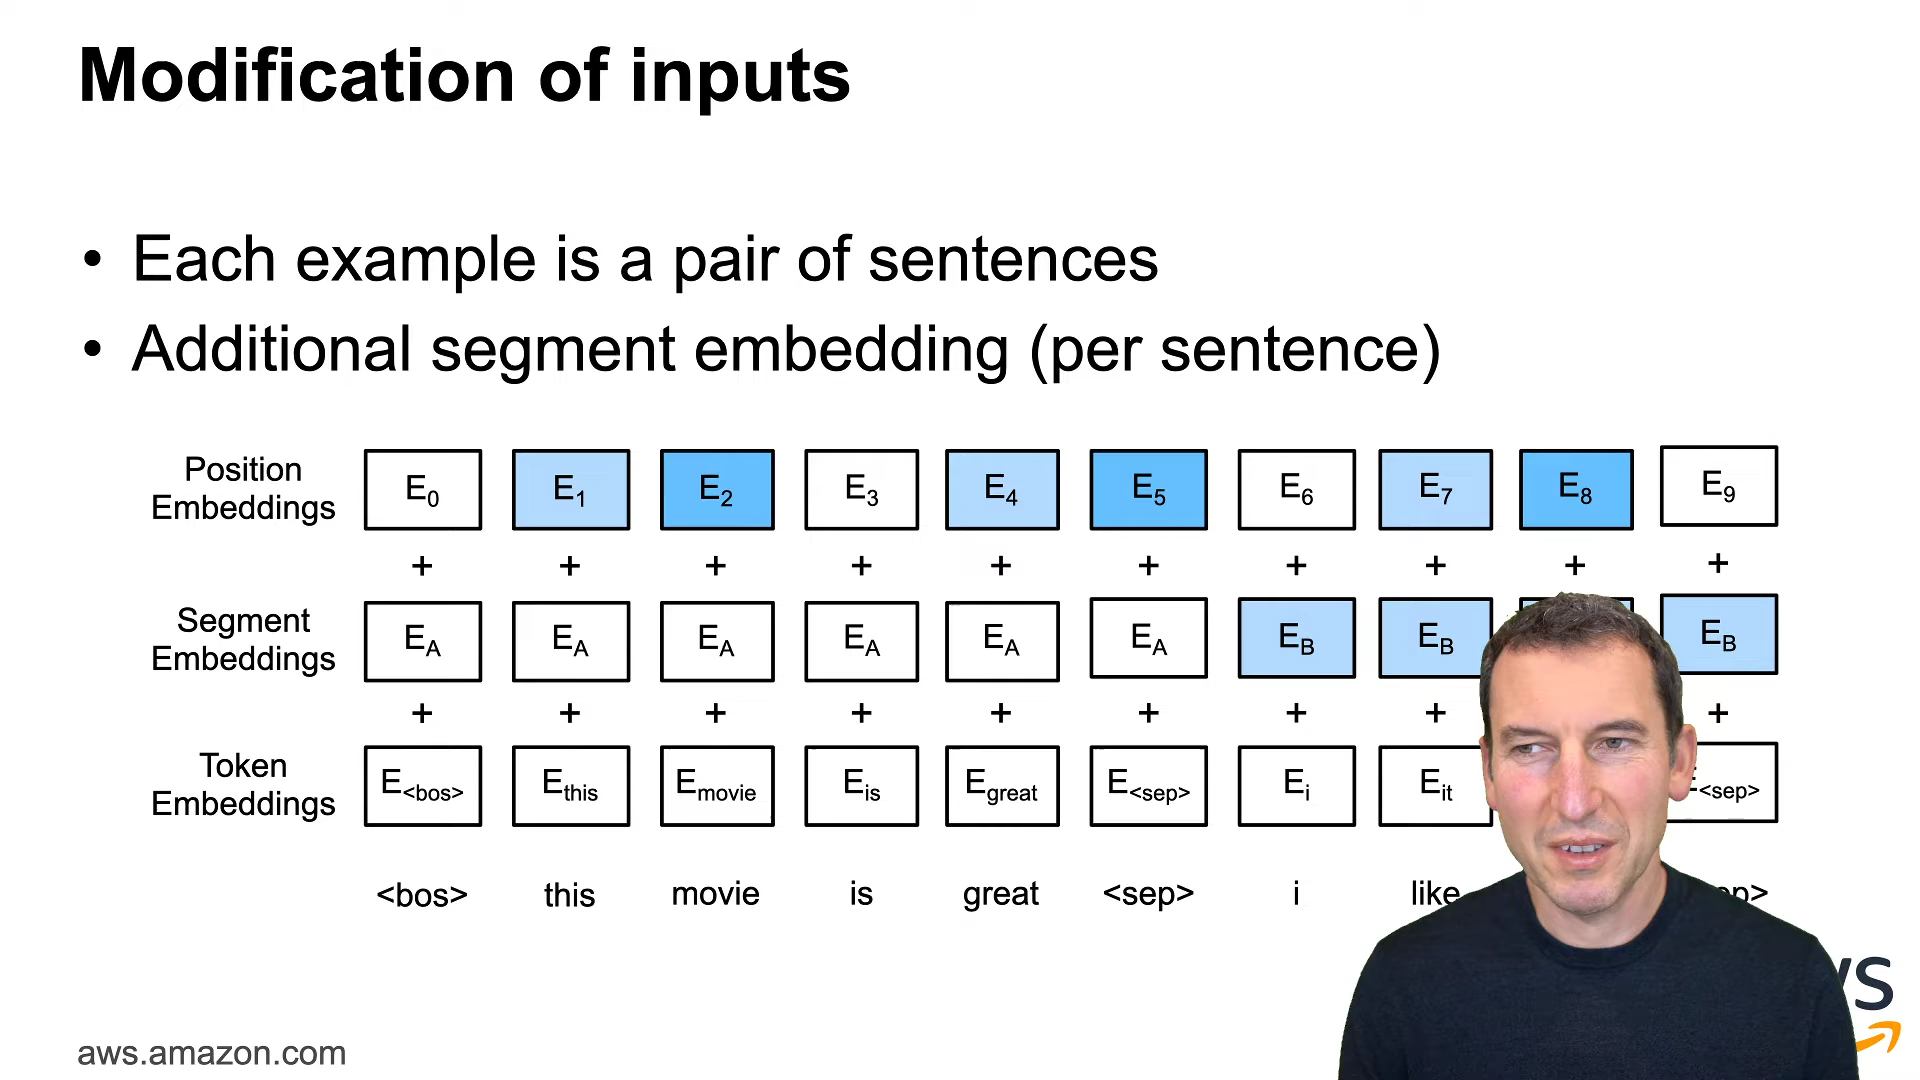 Modification of inputs
• Each example is a pair of sentences
• Additional segment embedding (per sentence)
Position Embeddings E0 E1 E2 E3 E4 E5 E6 E7 E8 E9
+ + + + + + + + + +
Segment Embeddings EA EA EA EA EA EA EB EB EB
+ + + + + + + + +
Token Embeddings E<bos> Ethis Emovie Eis Egreat E<sep> Ei Eit E<sep>
<bos> this movie is great <sep> i like
aws.amazon.com